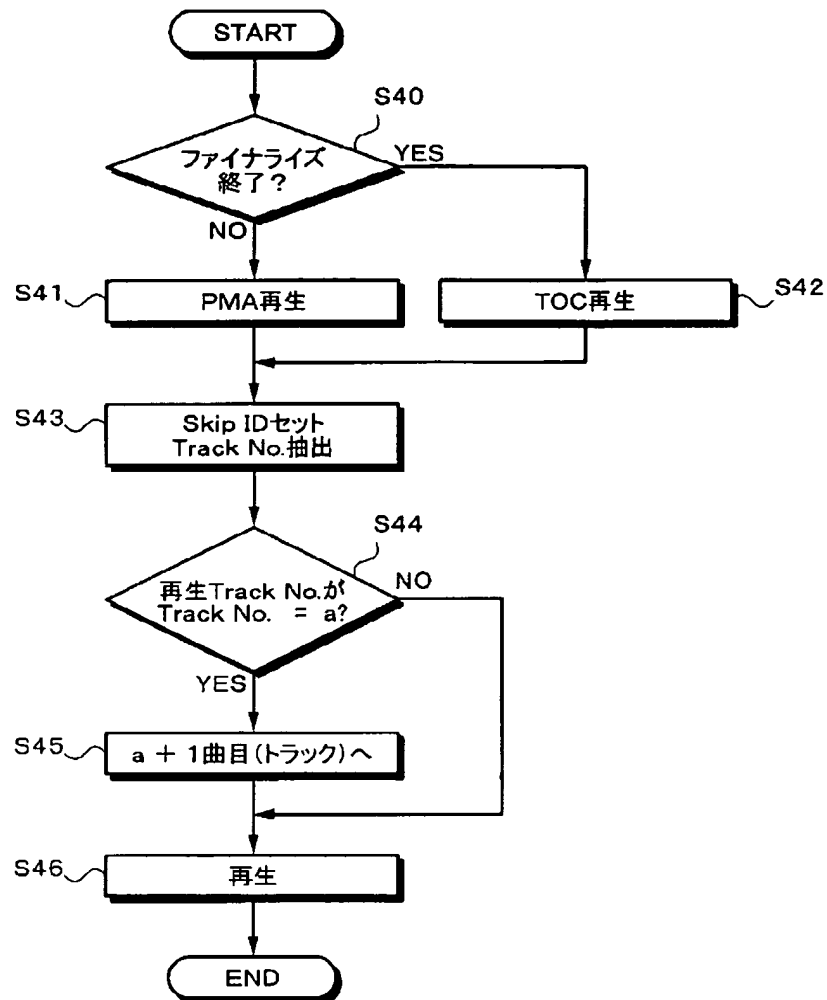 START
S40
ファイナライズ
終了?
YES
NO
S41
PMA再生
TOC再生
S42
S43
Skip IDセット
Track No.抽出
S44
再生Track No.が
Track No. = a?
NO
YES
S45
a + 1曲目(トラック)へ
S46
再生
END